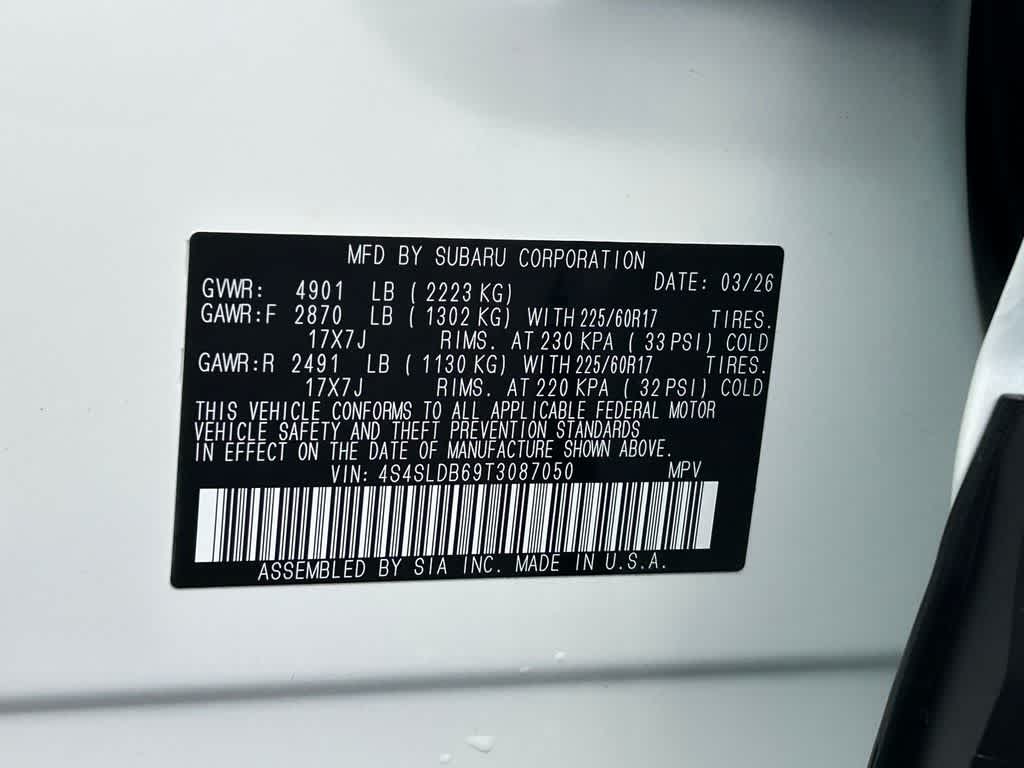 MFD BY SUBARU CORPORATION
DATE: 03/26
GVWR: 4901 LB ( 2223 KG)
GAWR:F 2870 LB ( 1302 KG) WITH 225/60R17 TIRES.
17X7J RIMS. AT 230 KPA ( 33 PSI) COLD
GAWR:R 2491 LB ( 1130 KG) WITH 225/60R17 TIRES.
17X7J RIMS. AT 220 KPA ( 32 PSI) COLD
THIS VEHICLE CONFORMS TO ALL APPLICABLE FEDERAL MOTOR
VEHICLE SAFETY AND THEFT PREVENTION STANDARDS
IN EFFECT ON THE DATE OF MANUFACTURE SHOWN ABOVE.
VIN: 4S4SLDB69T3087050 MPV
ASSEMBLED BY SIA INC. MADE IN U.S.A.